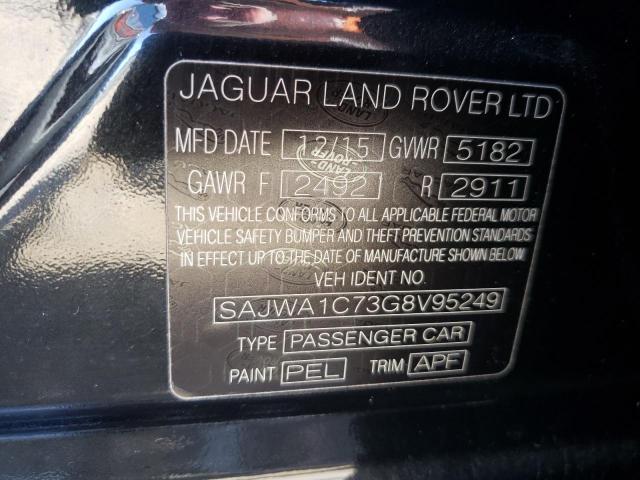 JAGUAR LAND ROVER LTD
MFD DATE 12/15 GVWR 5182
GAWR F 2492 R 2911
THIS VEHICLE CONFORMS TO ALL APPLICABLE FEDERAL MOTOR
VEHICLE SAFETY BUMPER AND THEFT PREVENTION STANDARDS
IN EFFECT UP TO THE DATE OF MANUFACTURE SHOWN BELOW.
VEH IDENT NO.
SAJWA1C73G8V95249
TYPE PASSENGER CAR
PAINT PEL TRIM APF
LAND-
ROVER